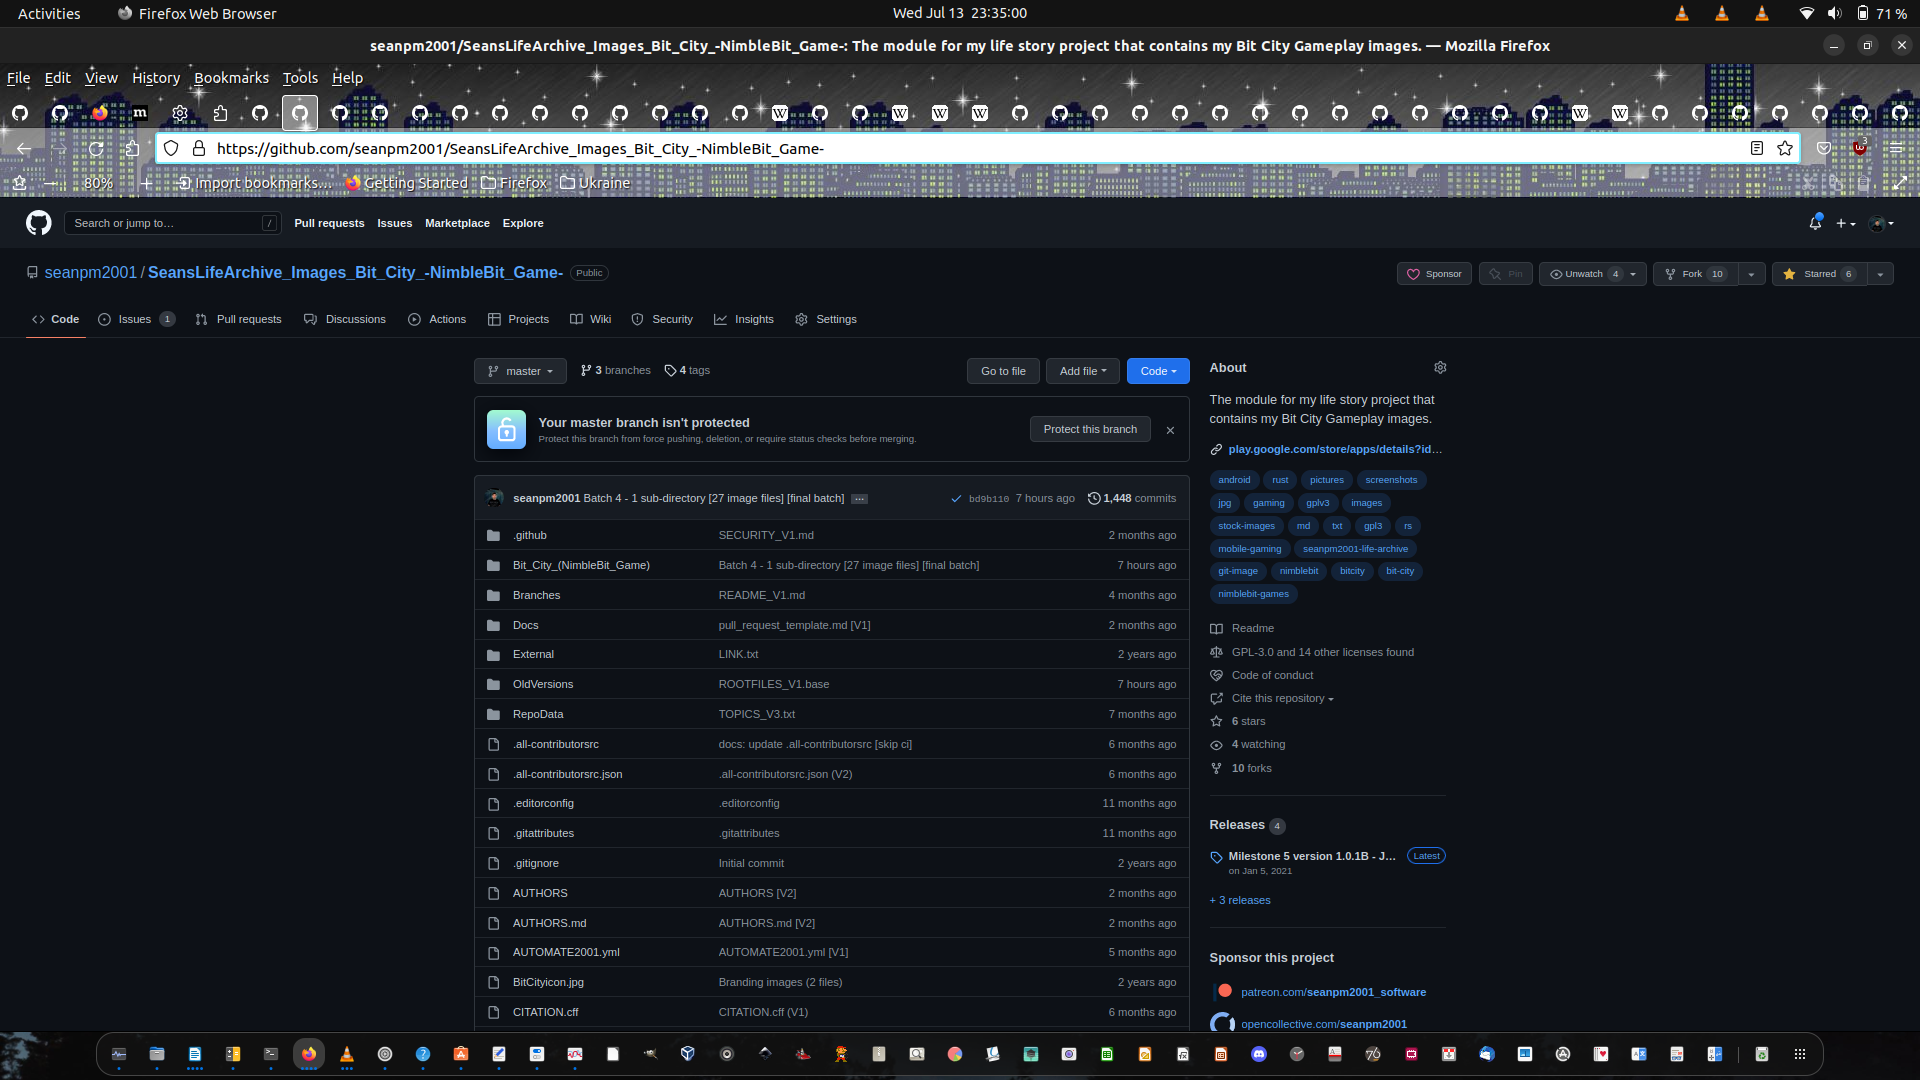 Activities
Firefox Web Browser
Wed Jul 13 23:35:00
71 %
seanpm2001/SeansLifeArchive_Images_Bit_City_-NimbleBit_Game-: The module for my life story project that contains my Bit City Gameplay images. — Mozilla Firefox
File Edit View History Bookmarks Tools Help
https://github.com/seanpm2001/SeansLifeArchive_Images_Bit_City_-NimbleBit_Game-
80% Import bookmarks... Getting Started Firefox Ukraine
Search or jump to... / Pull requests Issues Marketplace Explore
seanpm2001 / SeansLifeArchive_Images_Bit_City_-NimbleBit_Game- Public
Sponsor Pin Unwatch 4 Fork 10 Starred 6
Code Issues 1 Pull requests Discussions Actions Projects Wiki Security Insights Settings
master 3 branches 4 tags Go to file Add file Code
Your master branch isn't protected
Protect this branch from force pushing, deletion, or require status checks before merging.
Protect this branch
seanpm2001 Batch 4 - 1 sub-directory [27 image files] [final batch] ... bd9b110 7 hours ago 1,448 commits
.github SECURITY_V1.md 2 months ago
Bit_City_(NimbleBit_Game) Batch 4 - 1 sub-directory [27 image files] [final batch] 7 hours ago
Branches README_V1.md 4 months ago
Docs pull_request_template.md [V1] 2 months ago
External LINK.txt 2 years ago
OldVersions ROOTFILES_V1.base 7 hours ago
RepoData TOPICS_V3.txt 7 months ago
.all-contributorsrc docs: update .all-contributorsrc [skip ci] 6 months ago
.all-contributorsrc.json .all-contributorsrc.json (V2) 6 months ago
.editorconfig .editorconfig 11 months ago
.gitattributes .gitattributes 11 months ago
.gitignore Initial commit 2 years ago
AUTHORS AUTHORS [V2] 2 months ago
AUTHORS.md AUTHORS.md [V2] 2 months ago
AUTOMATE2001.yml AUTOMATE2001.yml [V1] 5 months ago
BitCityicon.jpg Branding images (2 files) 2 years ago
CITATION.cff CITATION.cff (V1) 6 months ago
About
The module for my life story project that
contains my Bit City Gameplay images.
play.google.com/store/apps/details?id...
android rust pictures screenshots
jpg gaming gplv3 images
stock-images md txt gpl3 rs
mobile-gaming seanpm2001-life-archive
git-image nimblebit bitcity bit-city
nimblebit-games
Readme
GPL-3.0 and 14 other licenses found
Code of conduct
Cite this repository
6 stars
4 watching
10 forks
Releases 4
Milestone 5 version 1.0.1B - J... Latest
on Jan 5, 2021
+ 3 releases
Sponsor this project
patreon.com/seanpm2001_software
opencollective.com/seanpm2001